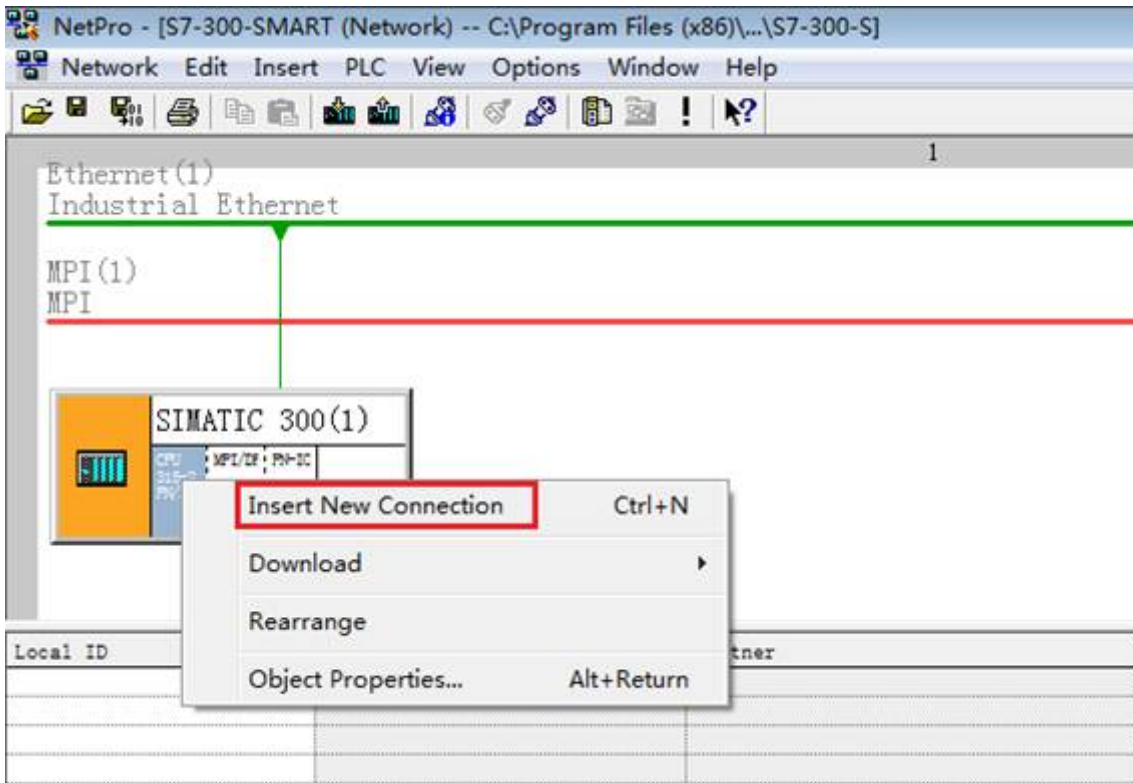 NetPro - [S7-300-SMART (Network) -- C:\Program Files (x86)\...\S7-300-S]
Network Edit Insert PLC View Options Window Help
1
Ethernet(1)
Industrial Ethernet
MPI(1)
MPI
SIMATIC 300(1)
CPU MPI/DP PN-IO
Insert New Connection Ctrl+N
Download
Rearrange
Object Properties... Alt+Return
Local ID tner